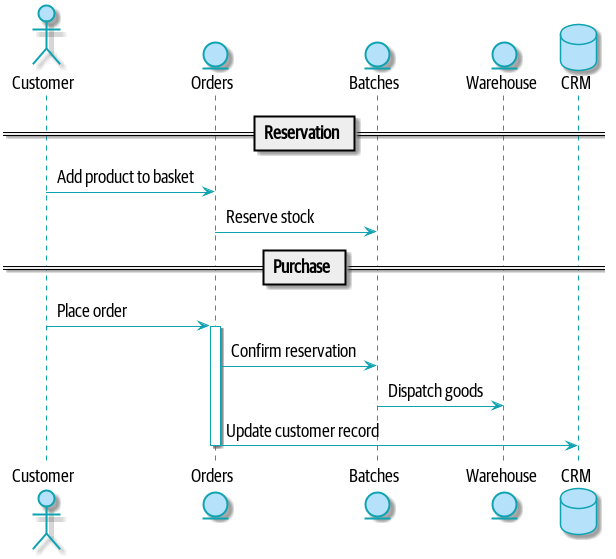 Customer
Orders
Batches
Warehouse
CRM
Reservation
Add product to basket
Reserve stock
Purchase
Place order
Confirm reservation
Dispatch goods
Update customer record
Customer
Orders
Batches
Warehouse
CRM